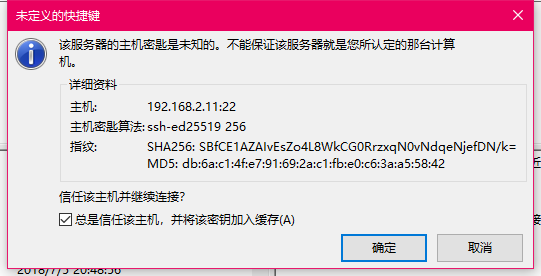 未定义的快捷键
该服务器的主机密匙是未知的。不能保证该服务器就是您所认定的那台计算
机。
详细资料
主机: 192.168.2.11:22
主机密匙算法: ssh-ed25519 256
指纹: SHA256: SBfCE1AZAIvEsZo4L8WkCG0RrzxqN0vNdqeNjefDN/k=
MD5: db:6a:c1:4f:e7:91:69:2a:c1:fb:e0:c6:3a:a5:58:42
信任该主机并继续连接?
总是信任该主机，并将该密钥加入缓存(A)
确定 取消
2018/7/5 20:48:56